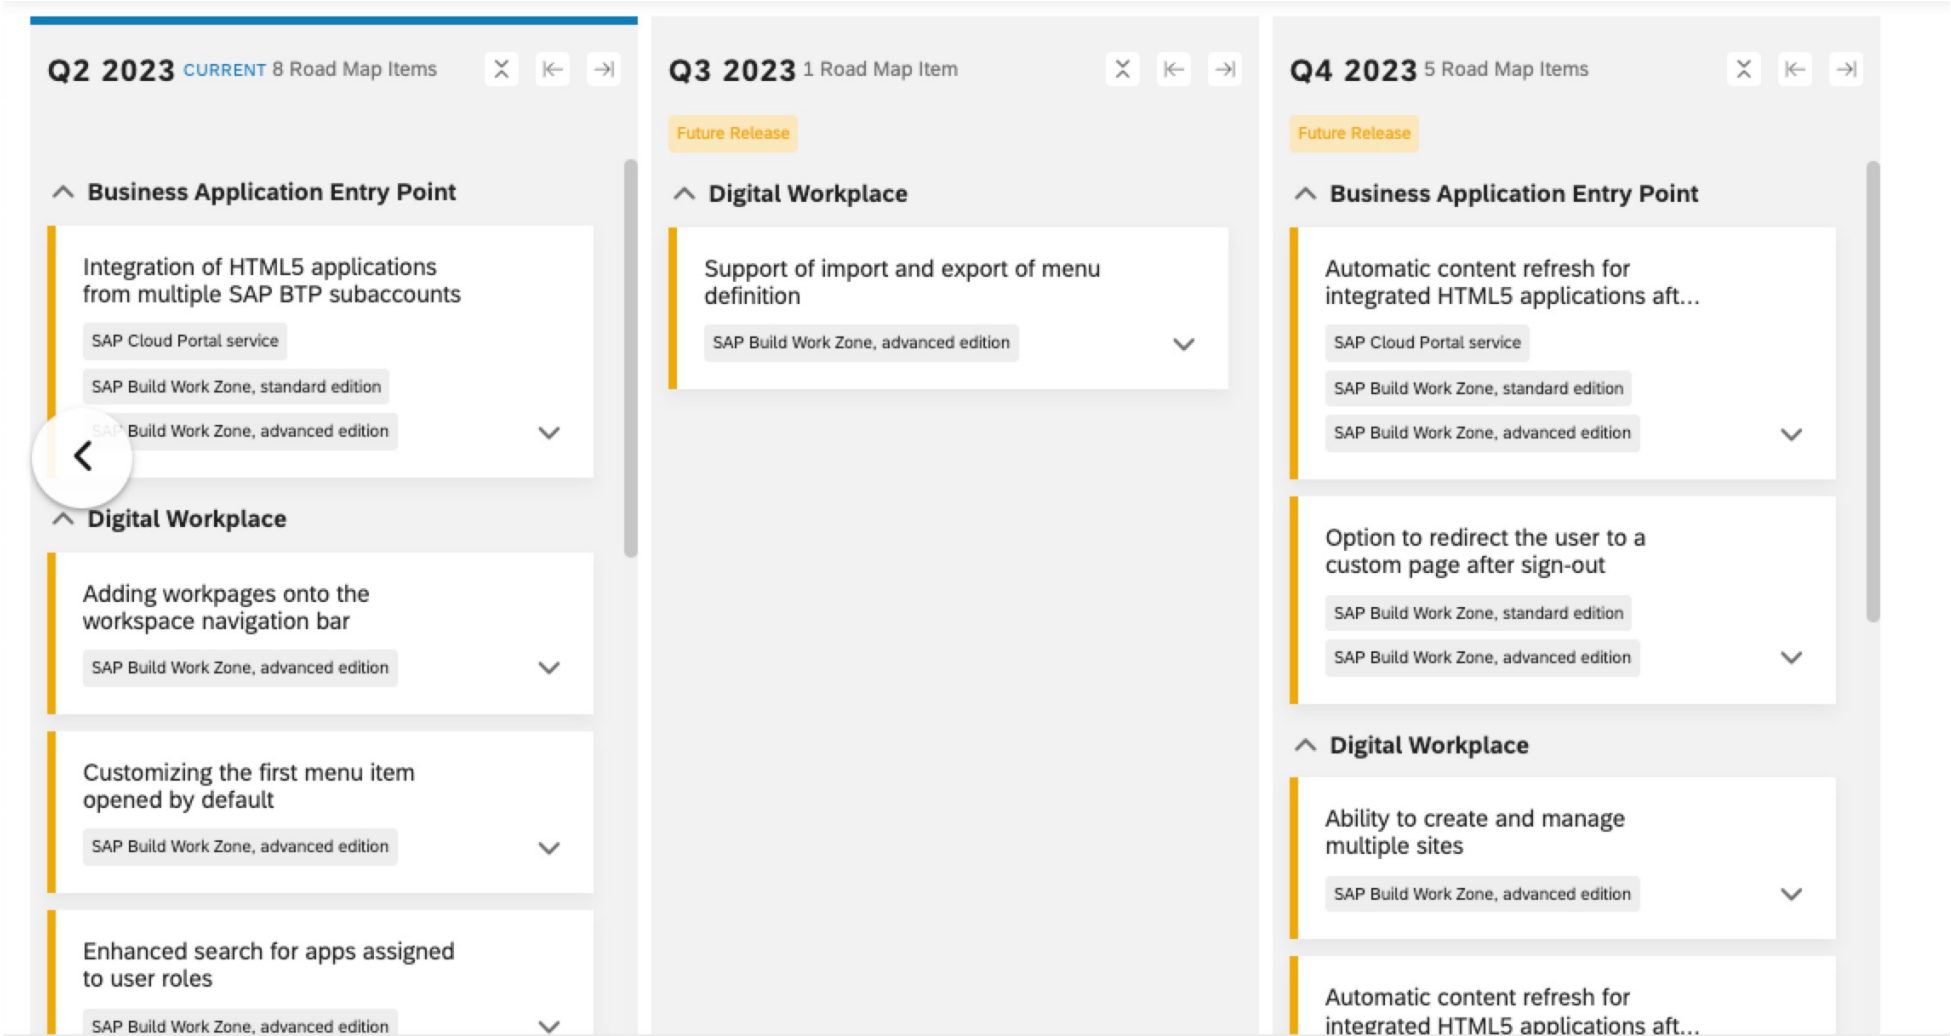 Q2 2023 CURRENT 8 Road Map Items
Business Application Entry Point
Integration of HTML5 applications
from multiple SAP BTP subaccounts
SAP Cloud Portal service
SAP Build Work Zone, standard edition
SAP Build Work Zone, advanced edition
Digital Workplace
Adding workpages onto the
workspace navigation bar
SAP Build Work Zone, advanced edition
Customizing the first menu item
opened by default
SAP Build Work Zone, advanced edition
Enhanced search for apps assigned
to user roles
SAP Build Work Zone, advanced edition
Q3 2023 1 Road Map Item
Future Release
Digital Workplace
Support of import and export of menu
definition
SAP Build Work Zone, advanced edition
Q4 2023 5 Road Map Items
Future Release
Business Application Entry Point
Automatic content refresh for
integrated HTML5 applications aft...
SAP Cloud Portal service
SAP Build Work Zone, standard edition
SAP Build Work Zone, advanced edition
Option to redirect the user to a
custom page after sign-out
SAP Build Work Zone, standard edition
SAP Build Work Zone, advanced edition
Digital Workplace
Ability to create and manage
multiple sites
SAP Build Work Zone, advanced edition
Automatic content refresh for
integrated HTML5 applications aft...